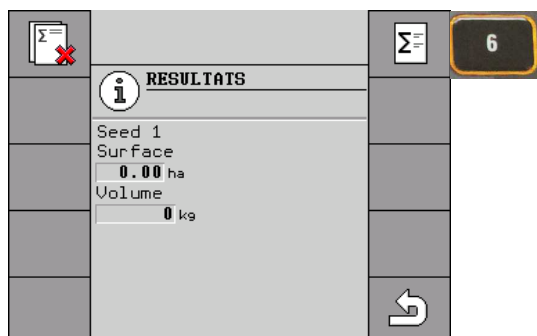 Σ=
Σ=
6
i RESULTATS
Seed 1
Surface
0.00 ha
Volume
0 kg